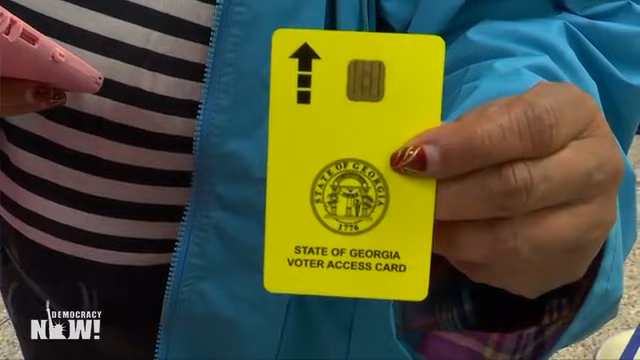 STATE OF GEORGIA
1776
STATE OF GEORGIA
VOTER ACCESS CARD
DEMOCRACY
NOW!